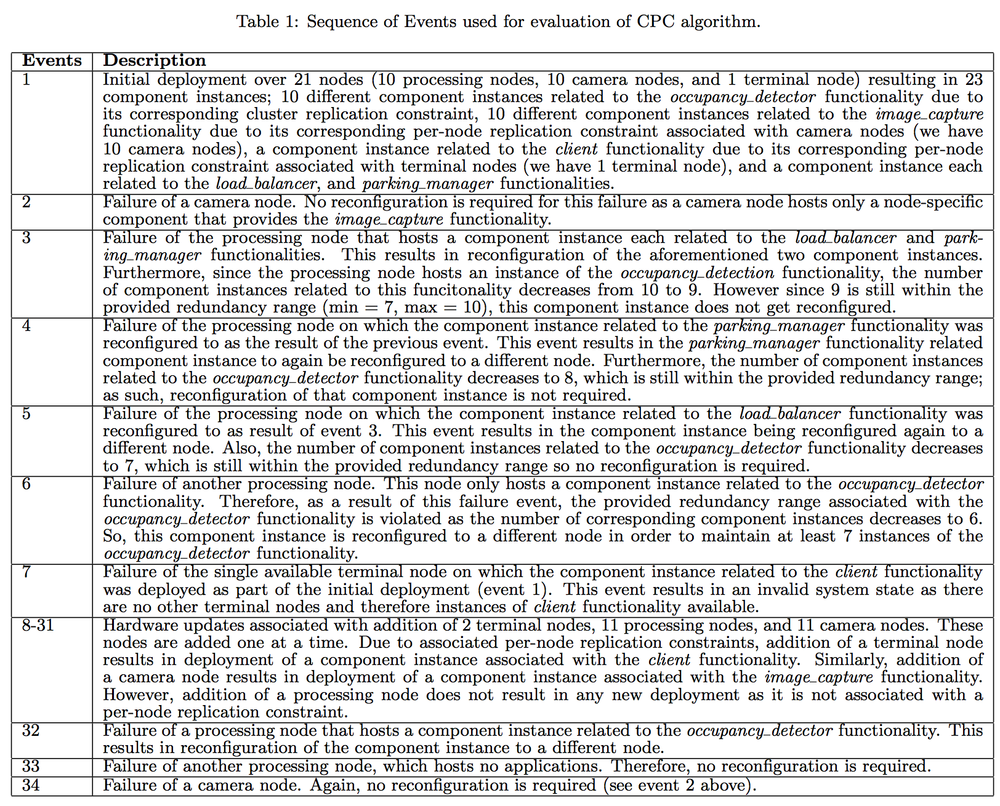 Table 1: Sequence of Events used for evaluation of CPC algorithm.
Events Description
1 Initial deployment over 21 nodes (10 processing nodes, 10 camera nodes, and 1 terminal node) resulting in 23
component instances; 10 different component instances related to the occupancy_detector functionality due to
its corresponding cluster replication constraint, 10 different component instances related to the image_capture
functionality due to its corresponding per-node replication constraint associated with camera nodes (we have
10 camera nodes), a component instance related to the client functionality due to its corresponding per-node
replication constraint associated with terminal nodes (we have 1 terminal node), and a component instance each
related to the load_balancer, and parking_manager functionalities.
2 Failure of a camera node. No reconfiguration is required for this failure as a camera node hosts only a node-specific
component that provides the image_capture functionality.
3 Failure of the processing node that hosts a component instance each related to the load_balancer and park-
ing_manager functionalities. This results in reconfiguration of the aforementioned two component instances.
Furthermore, since the processing node hosts an instance of the occupancy_detection functionality, the number
of component instances related to this funcitonality decreases from 10 to 9. However since 9 is still within the
provided redundancy range (min = 7, max = 10), this component instance does not get reconfigured.
4 Failure of the processing node on which the component instance related to the parking_manager functionality was
reconfigured to as the result of the previous event. This event results in the parking_manager functionality related
component instance to again be reconfigured to a different node. Furthermore, the number of component instances
related to the occupancy_detector functionality decreases to 8, which is still within the provided redundancy range;
as such, reconfiguration of that component instance is not required.
5 Failure of the processing node on which the component instance related to the load_balancer functionality was
reconfigured to as result of event 3. This event results in the component instance being reconfigured again to a
different node. Also, the number of component instances related to the occupancy_detector functionality decreases
to 7, which is still within the provided redundancy range so no reconfiguration is required.
6 Failure of another processing node. This node only hosts a component instance related to the occupancy_detector
functionality. Therefore, as a result of this failure event, the provided redundancy range associated with the
occupancy_detector functionality is violated as the number of corresponding component instances decreases to 6.
So, this component instance is reconfigured to a different node in order to maintain at least 7 instances of the
occupancy_detector functionality.
7 Failure of the single available terminal node on which the component instance related to the client functionality
was deployed as part of the initial deployment (event 1). This event results in an invalid system state as there
are no other terminal nodes and therefore instances of client functionality available.
8-31 Hardware updates associated with addition of 2 terminal nodes, 11 processing nodes, and 11 camera nodes. These
nodes are added one at a time. Due to associated per-node replication constraints, addition of a terminal node
results in deployment of a component instance associated with the client functionality. Similarly, addition of
a camera node results in deployment of a component instance associated with the image_capture functionality.
However, addition of a processing node does not result in any new deployment as it is not associated with a
per-node replication constraint.
32 Failure of a processing node that hosts a component instance related to the occupancy_detector functionality. This
results in reconfiguration of the component instance to a different node.
33 Failure of another processing node, which hosts no applications. Therefore, no reconfiguration is required.
34 Failure of a camera node. Again, no reconfiguration is required (see event 2 above).